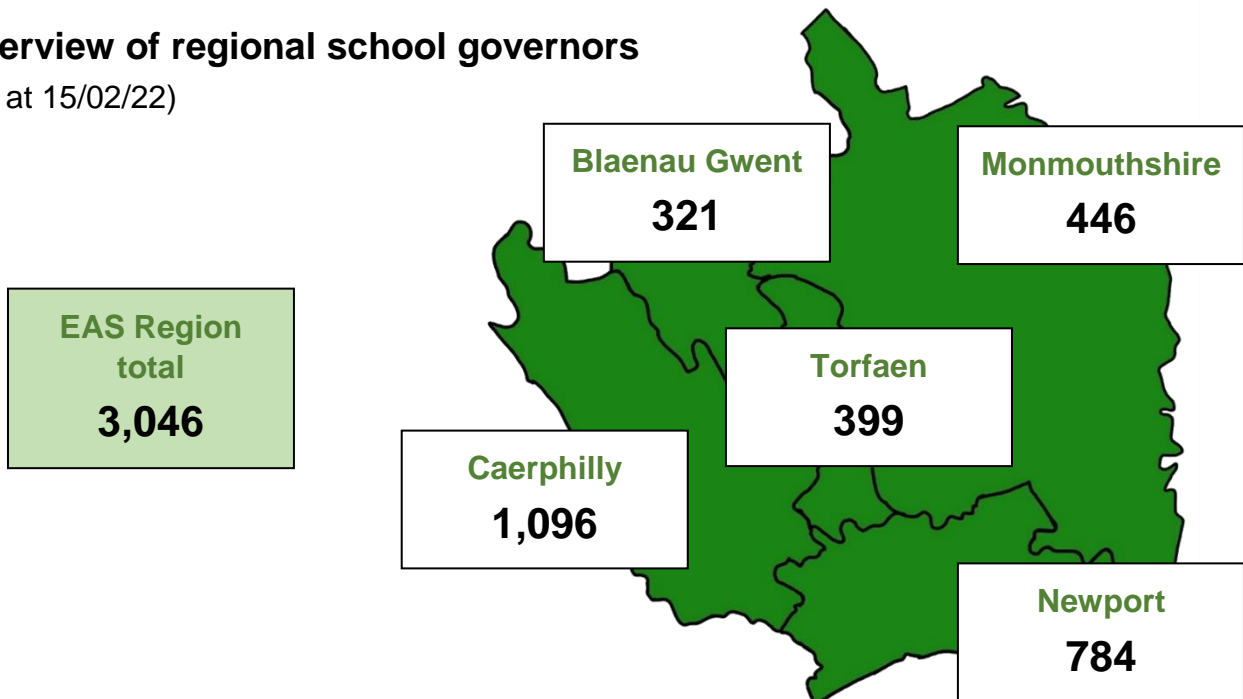 erview of regional school governors
at 15/02/22)
Blaenau Gwent
321
Monmouthshire
446
EAS Region
total
3,046
Torfaen
399
Caerphilly
1,096
Newport
784